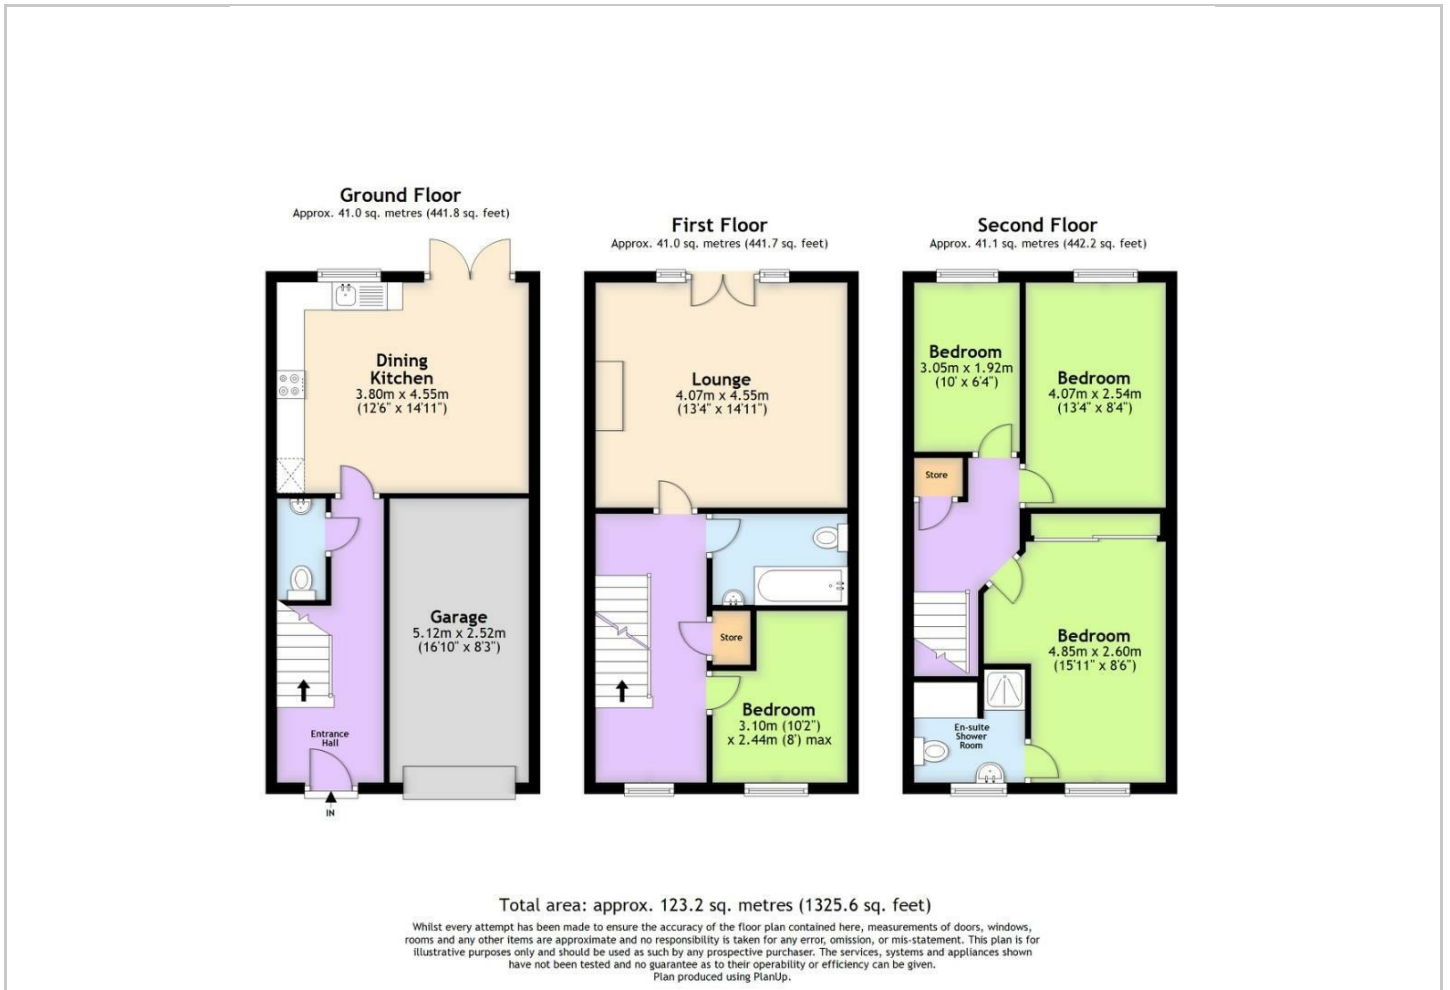 Ground Floor
Approx. 41.0 sq. metres (441.8 sq. feet)
Dining
Kitchen
3.80m x 4.55m
(12'6" x 14'11")
Garage
5.12m x 2.52m
(16'10" x 8'3")
Entrance
Hall
IN
First Floor
Approx. 41.0 sq. metres (441.7 sq. feet)
Lounge
4.07m x 4.55m
(13'4" x 14'11")
Store
Bedroom
3.10m (10'2")
x 2.44m (8') max
Second Floor
Approx. 41.1 sq. metres (442.2 sq. feet)
Bedroom
3.05m x 1.92m
(10' x 6'4")
Bedroom
4.07m x 2.54m
(13'4" x 8'4")
Store
Bedroom
4.85m x 2.60m
(15'11" x 8'6")
En-suite
Shower
Room
Total area: approx. 123.2 sq. metres (1325.6 sq. feet)
Whilst every attempt has been made to ensure the accuracy of the floor plan contained here, measurements of doors, windows,
rooms and any other items are approximate and no responsibility is taken for any error, omission, or mis-statement. This plan is for
illustrative purposes only and should be used as such by any prospective purchaser. The services, systems and appliances shown
have not been tested and no guarantee as to their operability or efficiency can be given.
Plan produced using PlanUp.